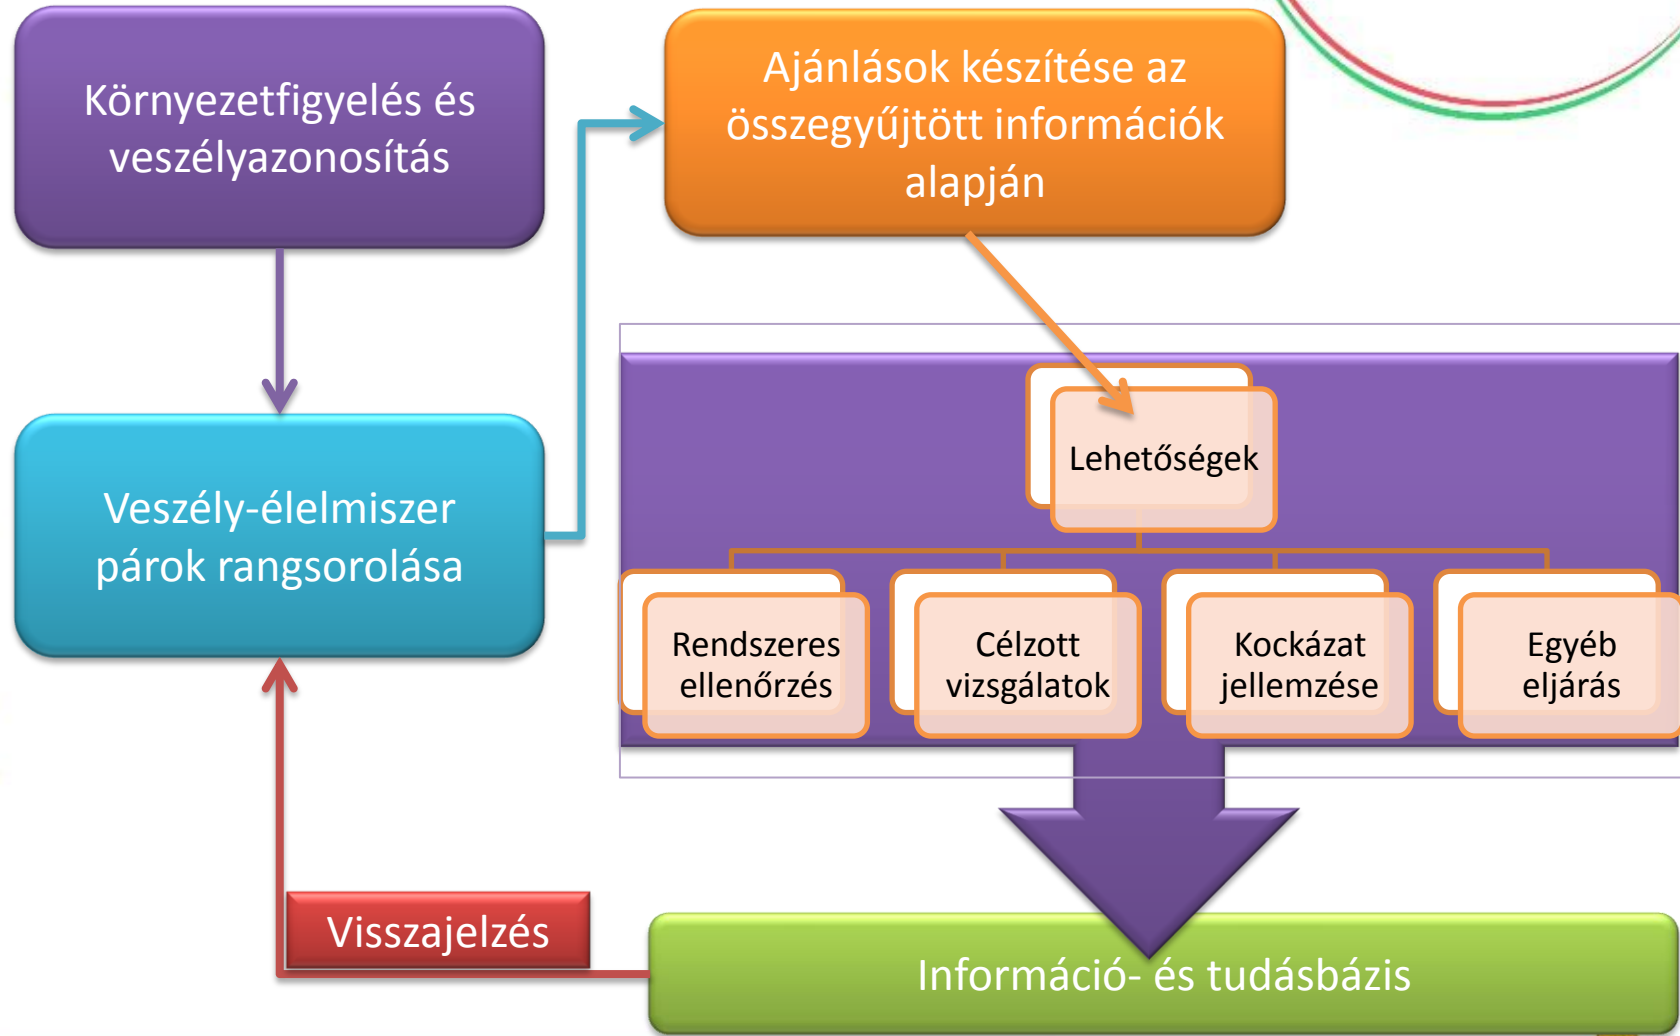 Környezetfigyelés és
veszélyazonosítás
Ajánlások készítése az
összegyűjtött információk
alapján
Veszély-élelmiszer
párok rangsorolása
Lehetőségek
Rendszeres
ellenőrzés
Célzott
vizsgálatok
Kockázat
jellemzése
Egyéb
eljárás
Visszajelzés
Információ- és tudásbázis